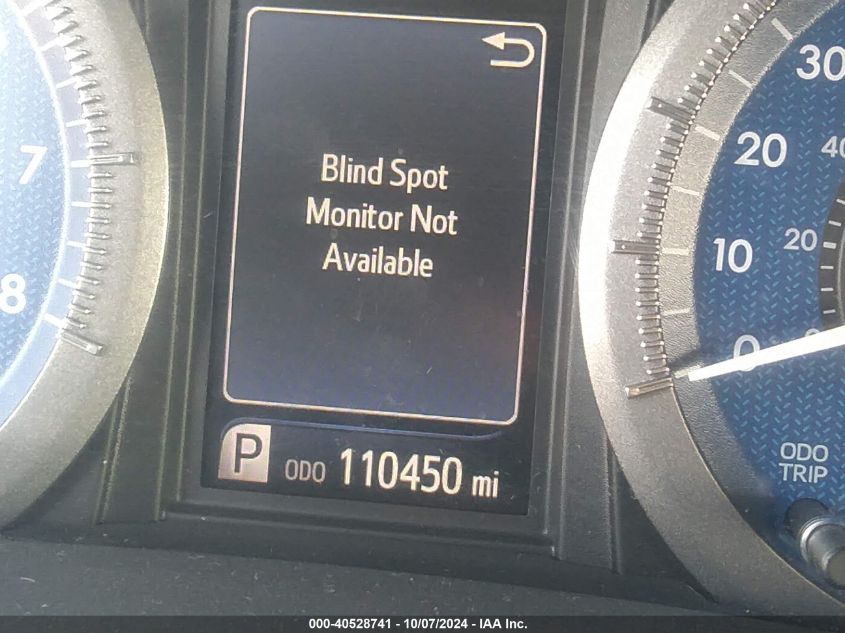 Blind Spot
Monitor Not
Available
P ODO 110450 mi
7
8
30
20
10
0
40
20
ODO
TRIP
000-40528741 - 10/07/2024 - IAA Inc.